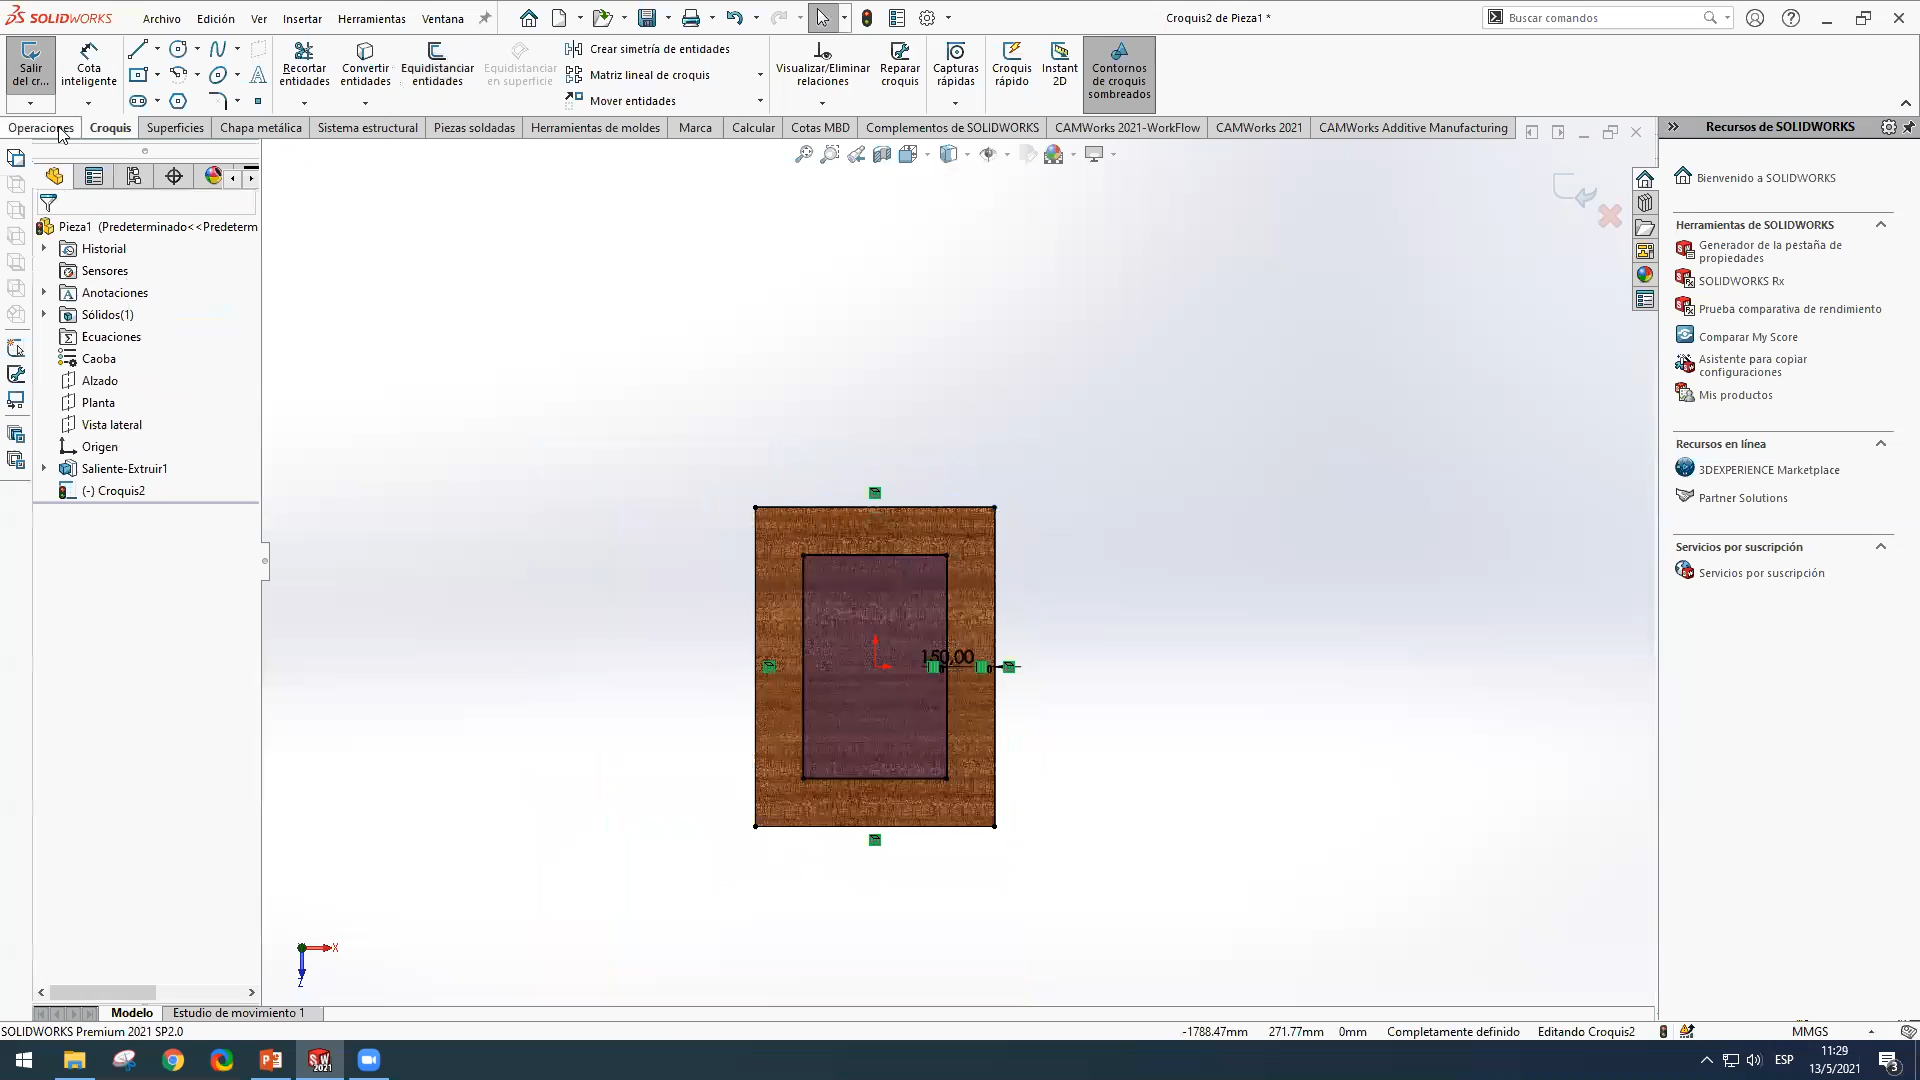 SOLIDWORKS
Archivo Edición Ver Insertar Herramientas Ventana
Croquis2 de Pieza1 *
Buscar comandos
Salir del cr...
Cota inteligente
Recortar entidades
Convertir entidades
Equidistanciar entidades
Equidistanciar en superficie
Crear simetría de entidades
Matriz lineal de croquis
Mover entidades
Visualizar/Eliminar relaciones
Reparar croquis
Capturas rápidas
Croquis rápido
Instant 2D
Contornos de croquis sombreados
Operaciones Croquis Superficies Chapa metálica Sistema estructural Piezas soldadas Herramientas de moldes Marca Calcular Cotas MBD Complementos de SOLIDWORKS CAMWorks 2021-WorkFlow CAMWorks 2021 CAMWorks Additive Manufacturing
Recursos de SOLIDWORKS
Pieza1 (Predeterminado<<Predeterm
Historial
Sensores
Anotaciones
Sólidos(1)
Ecuaciones
Caoba
Alzado
Planta
Vista lateral
Origen
Saliente-Extruir1
(-) Croquis2
150,00
X
Z
Bienvenido a SOLIDWORKS
Herramientas de SOLIDWORKS
Generador de la pestaña de
propiedades
SOLIDWORKS Rx
Prueba comparativa de rendimiento
Comparar My Score
Asistente para copiar
configuraciones
Mis productos
Recursos en línea
3DEXPERIENCE Marketplace
Partner Solutions
Servicios por suscripción
Servicios por suscripción
Modelo Estudio de movimiento 1
SOLIDWORKS Premium 2021 SP2.0
-1788.47mm 271.77mm 0mm Completamente definido Editando Croquis2 MMGS
ESP
11:29
13/5/2021
3